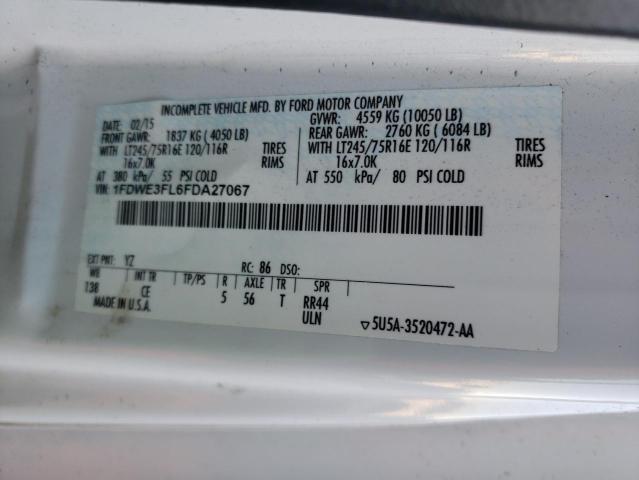 INCOMPLETE VEHICLE MFD. BY FORD MOTOR COMPANY
DATE: 02/15 GVWR: 4559 KG (10050 LB)
FRONT GAWR: 1837 KG ( 4050 LB) REAR GAWR: 2760 KG ( 6084 LB)
WITH LT245/75R16E 120/116R TIRES WITH LT245/75R16E 120/116R TIRES
16x7.0K RIMS 16x7.0K RIMS
AT 380 kPa/ 55 PSI COLD AT 550 kPa/ 80 PSI COLD
VIN: 1FDWE3FL6FDA27067
EXT PNT: YZ RC: 86 DSO:
WB INT TR TP/PS R AXLE TR SPR
138 CE 5 56 T RR44
MADE IN U.S.A. ULN ▽5U5A-3520472-AA